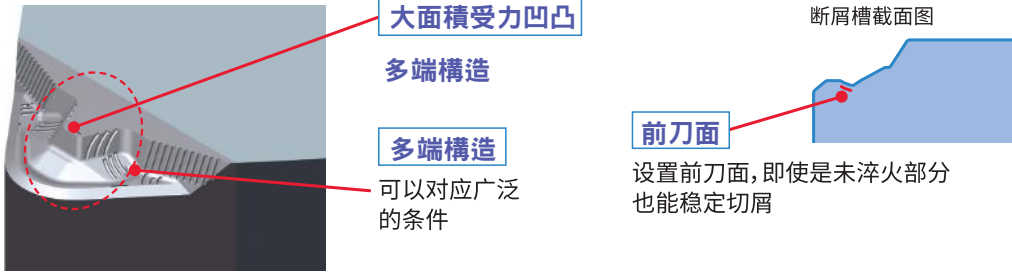 大面積受力凹凸
多端構造
多端構造
可以对应广泛
的条件
断屑槽截面图
前刀面
设置前刀面，即使是未淬火部分
也能稳定切屑